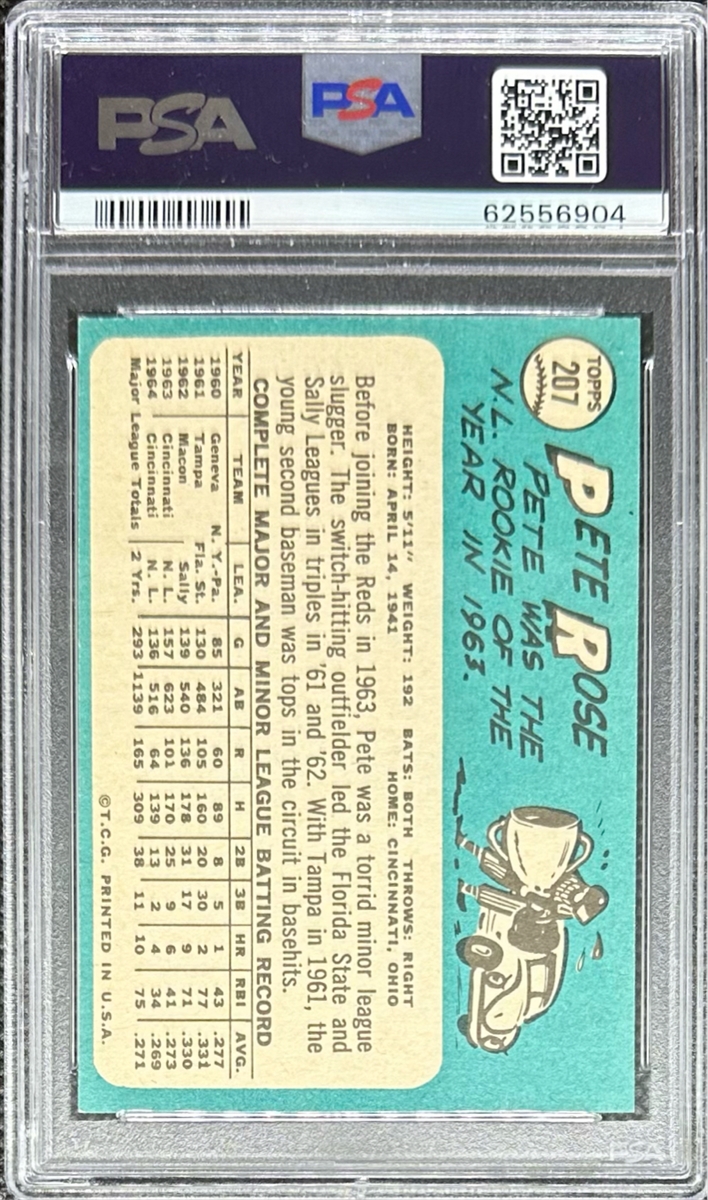 PSA
PSA
62556904
TOPPS
207
PETE ROSE
PETE WAS THE
N.L. ROOKIE OF THE
YEAR IN 1963.
HEIGHT: 5'11" WEIGHT: 192 BATS: BOTH THROWS: RIGHT
BORN: APRIL 14, 1941 HOME: CINCINNATI, OHIO
Before joining the Reds in 1963, Pete was a torrid minor league
slugger. The switch-hitting outfielder led the Florida State and
Sally Leagues in triples in '61 and '62. With Tampa in 1961, the
young second baseman was tops in the circuit in basehits.
COMPLETE MAJOR AND MINOR LEAGUE BATTING RECORD
YEAR TEAM LEA. G AB R H 2B 3B HR RBI AVG.
1960 Geneva N. Y.-Pa. 85 321 60 89 8 5 1 43 .277
1961 Tampa Fla. St. 130 484 105 160 20 30 2 77 .331
1962 Macon Sally 139 540 136 178 31 17 9 71 .330
1963 Cincinnati N. L. 157 623 101 170 25 9 6 41 .273
1964 Cincinnati N. L. 136 516 64 139 13 2 4 34 .269
Major League Totals 2 Yrs. 293 1139 165 309 38 11 10 75 .271
©T.C.G. PRINTED IN U.S.A.
PSA